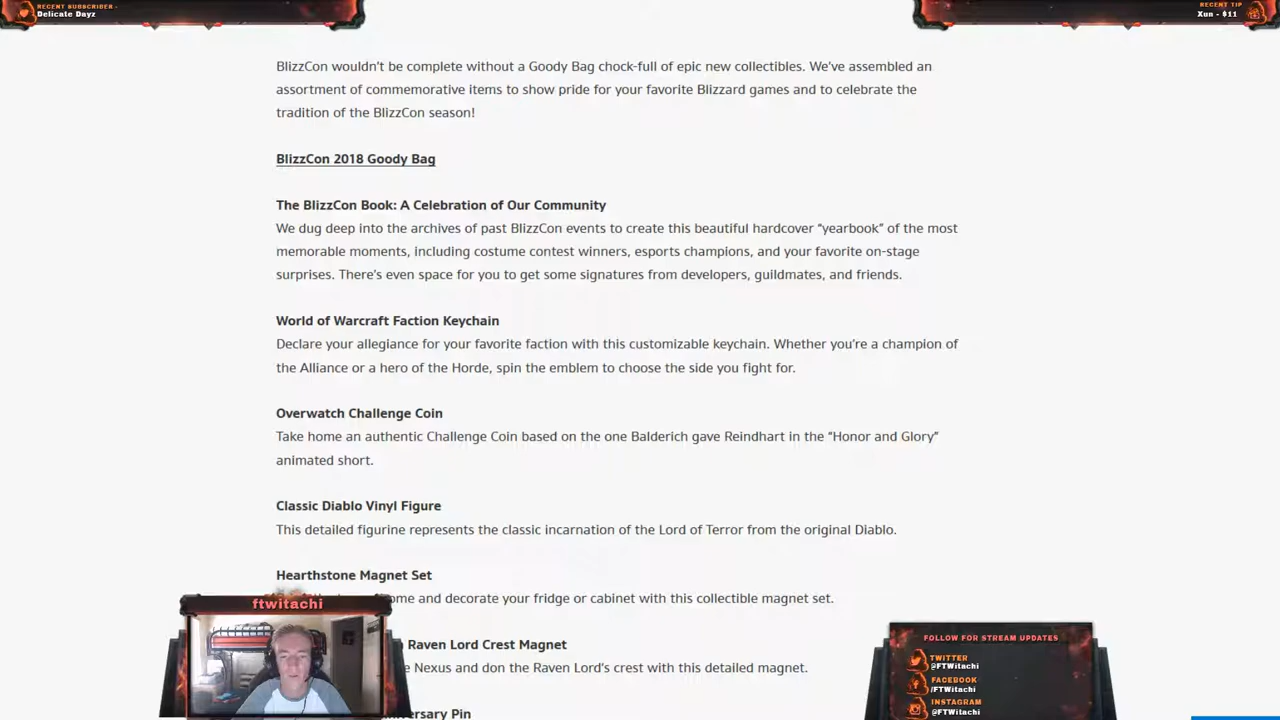 RECENT SUBSCRIBER -
Delicate Dayz
RECENT TIP
Xun - $11
BlizzCon wouldn't be complete without a Goody Bag chock-full of epic new collectibles. We've assembled an
assortment of commemorative items to show pride for your favorite Blizzard games and to celebrate the
tradition of the BlizzCon season!
BlizzCon 2018 Goody Bag
The BlizzCon Book: A Celebration of Our Community
We dug deep into the archives of past BlizzCon events to create this beautiful hardcover “yearbook” of the most
memorable moments, including costume contest winners, esports champions, and your favorite on-stage
surprises. There's even space for you to get some signatures from developers, guildmates, and friends.
World of Warcraft Faction Keychain
Declare your allegiance for your favorite faction with this customizable keychain. Whether you're a champion of
the Alliance or a hero of the Horde, spin the emblem to choose the side you fight for.
Overwatch Challenge Coin
Take home an authentic Challenge Coin based on the one Balderich gave Reindhart in the “Honor and Glory”
animated short.
Classic Diablo Vinyl Figure
This detailed figurine represents the classic incarnation of the Lord of Terror from the original Diablo.
Hearthstone Magnet Set
and decorate your fridge or cabinet with this collectible magnet set.
Raven Lord Crest Magnet
Nexus and don the Raven Lord's crest with this detailed magnet.
Pin
ftwitachi
FOLLOW FOR STREAM UPDATES
TWITTER
@FTWitachi
FACEBOOK
/FTWitachi
INSTAGRAM
@FTWitachi